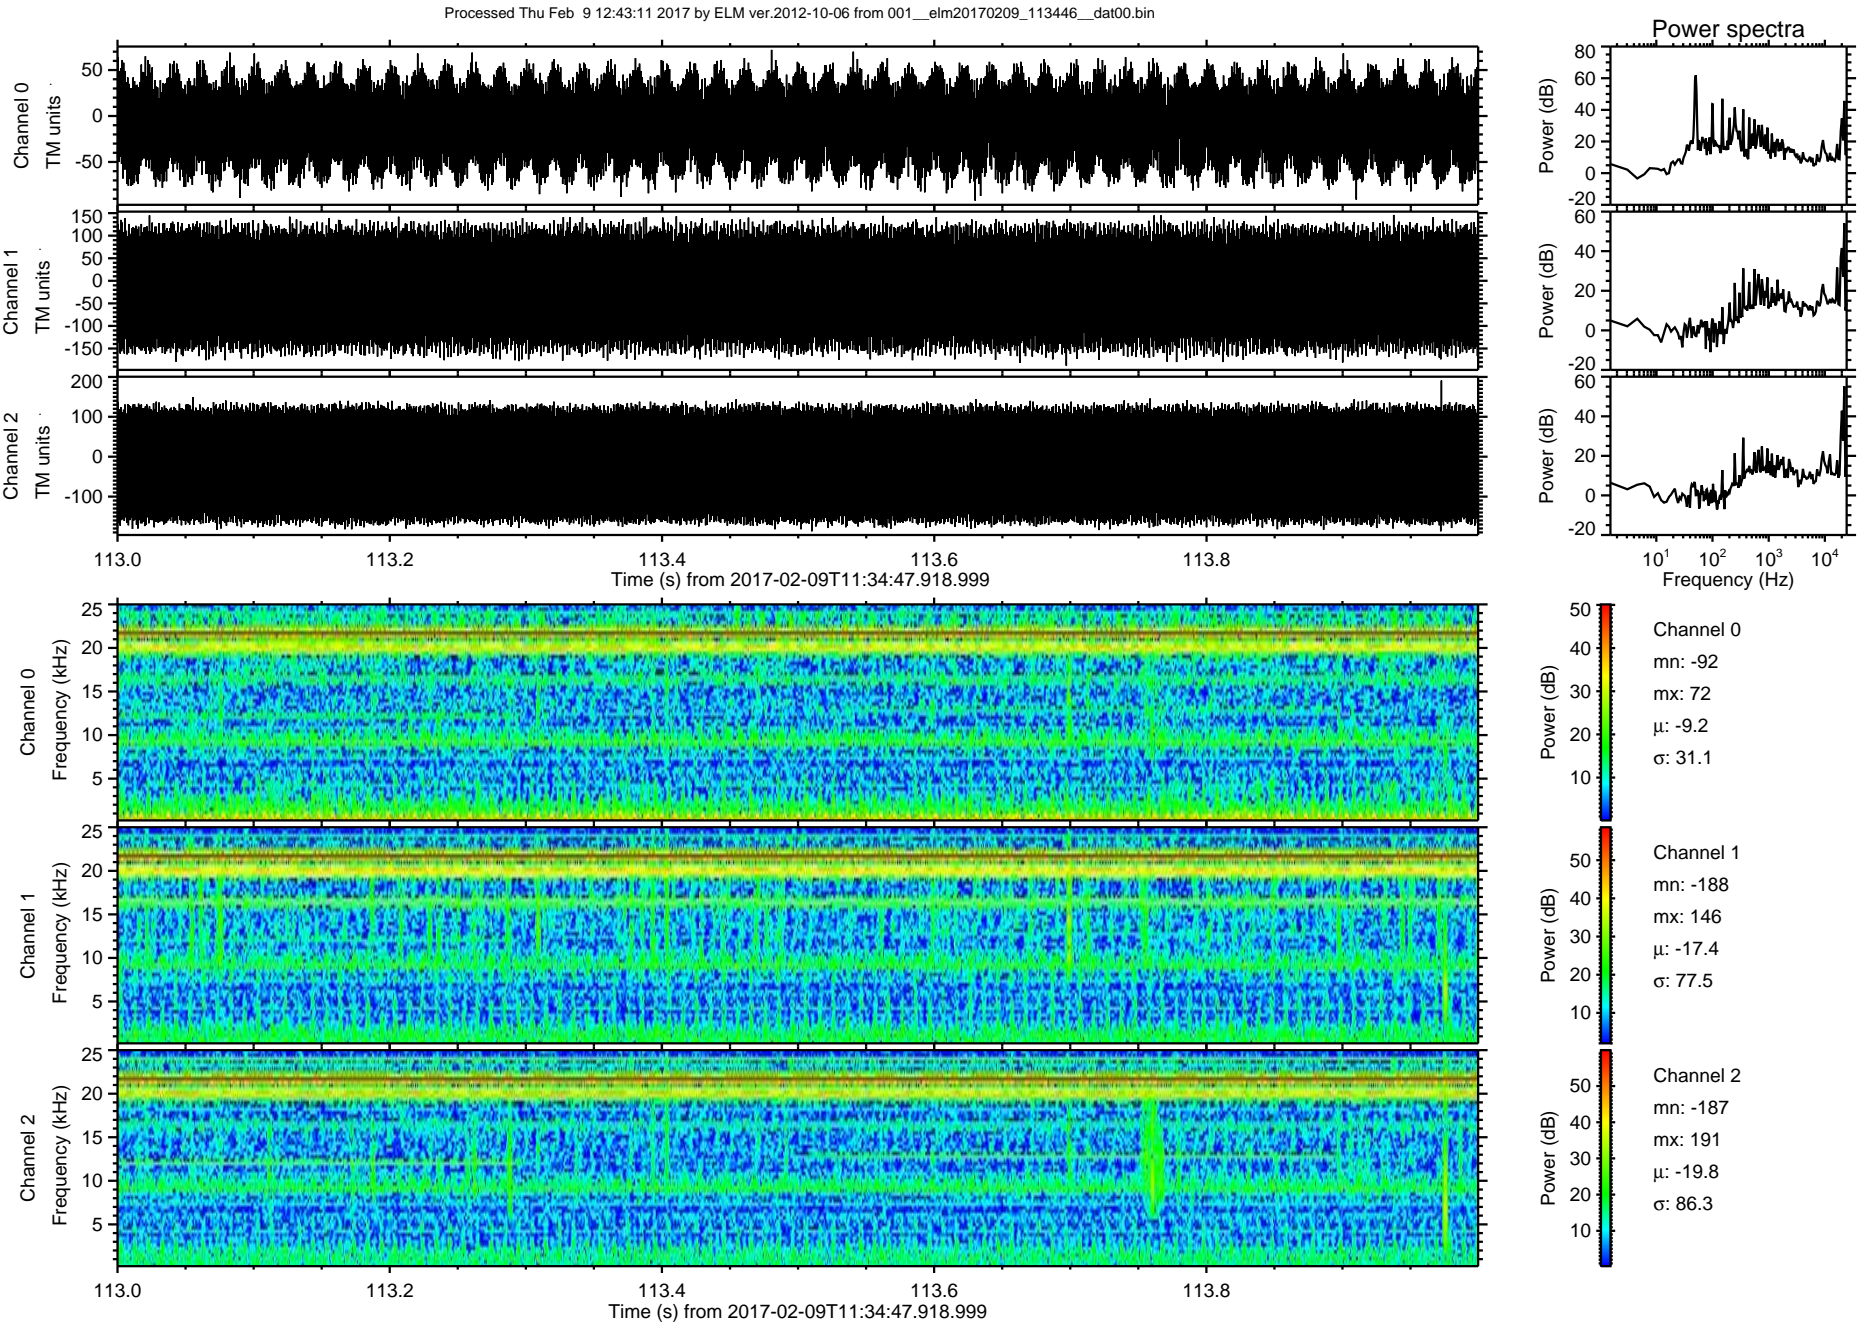 Processed Thu Feb  9 12:43:11 2017 by ELM ver.2012-10-06 from 001__elm20170209_113446__dat00.bin
Power spectra
Channel 0
TM units
50
0
-50
Power (dB)
80
60
40
20
0
-20
Channel 1
TM units
150
100
50
0
-50
-100
-150
Power (dB)
60
40
20
0
-20
Channel 2
TM units
200
100
0
-100
Power (dB)
60
40
20
0
-20
113.0
113.2
113.4
113.6
113.8
Time (s) from 2017-02-09T11:34:47.918.999
10¹
10²
10³
10⁴
Frequency (Hz)
Channel 0
Frequency (kHz)
25
20
15
10
5
Power (dB)
50
40
30
20
10
Channel 0
mn: -92
mx: 72
μ: -9.2
σ: 31.1
Channel 1
Frequency (kHz)
25
20
15
10
5
Power (dB)
50
40
30
20
10
Channel 1
mn: -188
mx: 146
μ: -17.4
σ: 77.5
Channel 2
Frequency (kHz)
25
20
15
10
5
Power (dB)
50
40
30
20
10
Channel 2
mn: -187
mx: 191
μ: -19.8
σ: 86.3
113.0
113.2
113.4
113.6
113.8
Time (s) from 2017-02-09T11:34:47.918.999